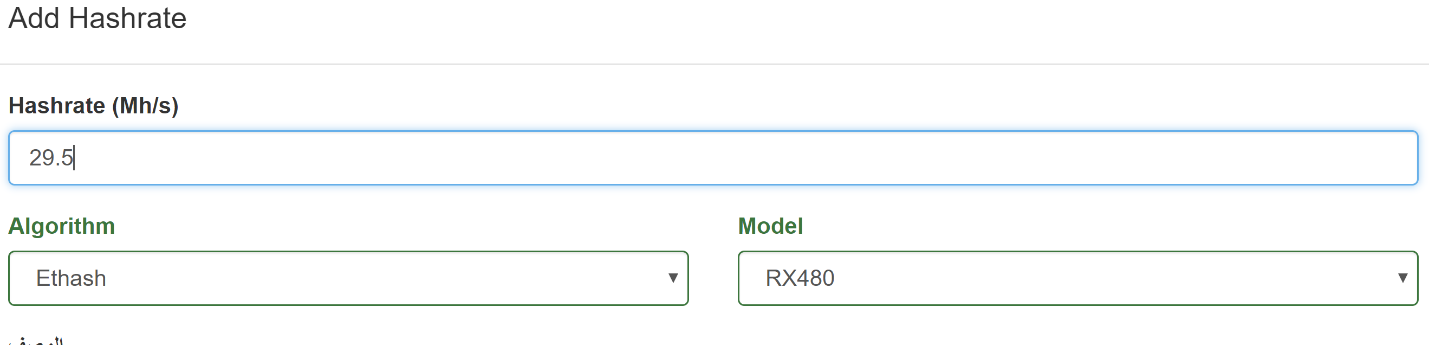 Add Hashrate
Hashrate (Mh/s)
29.5
Algorithm
Model
Ethash
RX480